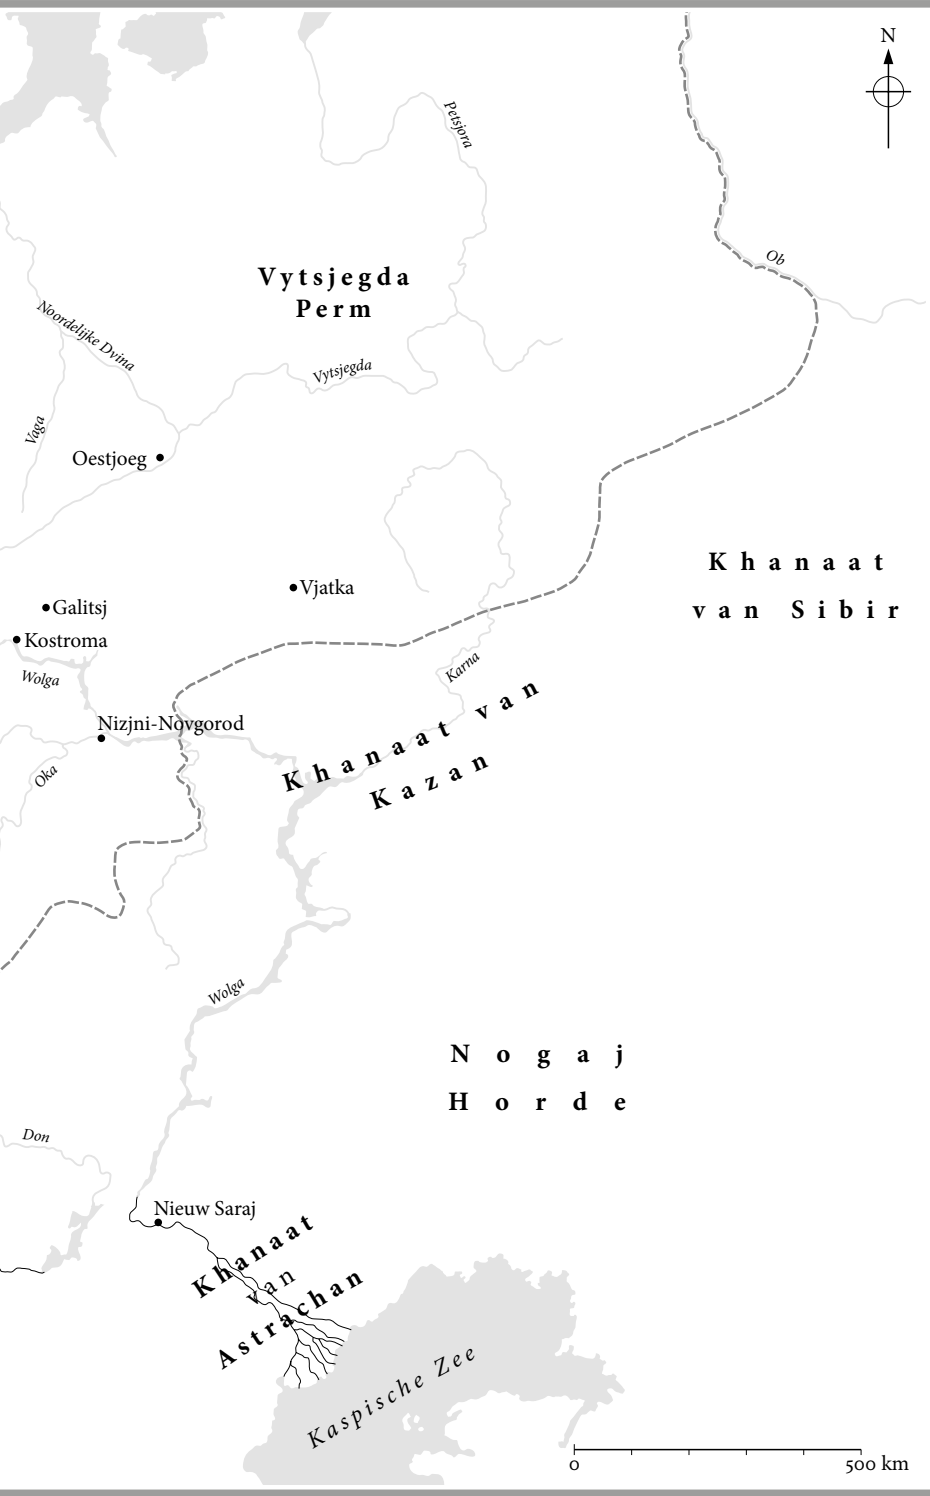 N
Petsjora
Ob
Vytsjegda
Perm
Noordelijke Dvina
Vytsjegda
Vaga
Oestjoeg
Khanaat
van Sibir
Vjatka
Galitsj
Kostroma
Wolga
Karna
Nizjni-Novgorod
Khanaat van
Kazan
Oka
Wolga
Nogaj
Horde
Don
Nieuw Saraj
Khanaat
van
Astrachan
Kaspische Zee
0 500 km